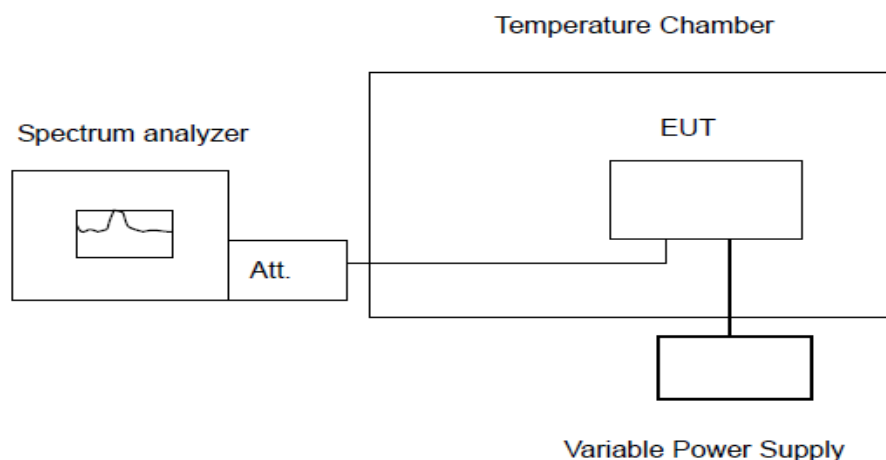 Temperature Chamber
Spectrum analyzer
EUT
Att.
Variable Power Supply